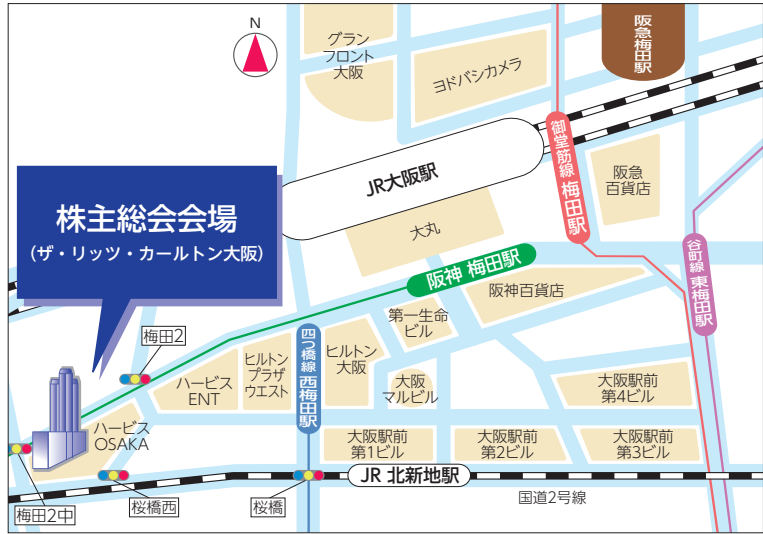 N
グラン
フロント
大阪
ヨドバシカメラ
阪急梅田駅
JR大阪駅
御堂筋線 梅田駅
阪急
百貨店
株主総会会場
(ザ・リッツ・カールトン大阪)
大丸
阪神 梅田駅
阪神百貨店
谷町線 東梅田駅
第一生命
ビル
梅田2
四つ橋線 西梅田駅
ハービス
ENT
ヒルトン
プラザ
ウエスト
ヒルトン
大阪
大阪
マルビル
大阪駅前
第4ビル
ハービス
OSAKA
大阪駅前
第1ビル
大阪駅前
第2ビル
大阪駅前
第3ビル
JR 北新地駅
国道2号線
梅田2中
桜橋西
桜橋